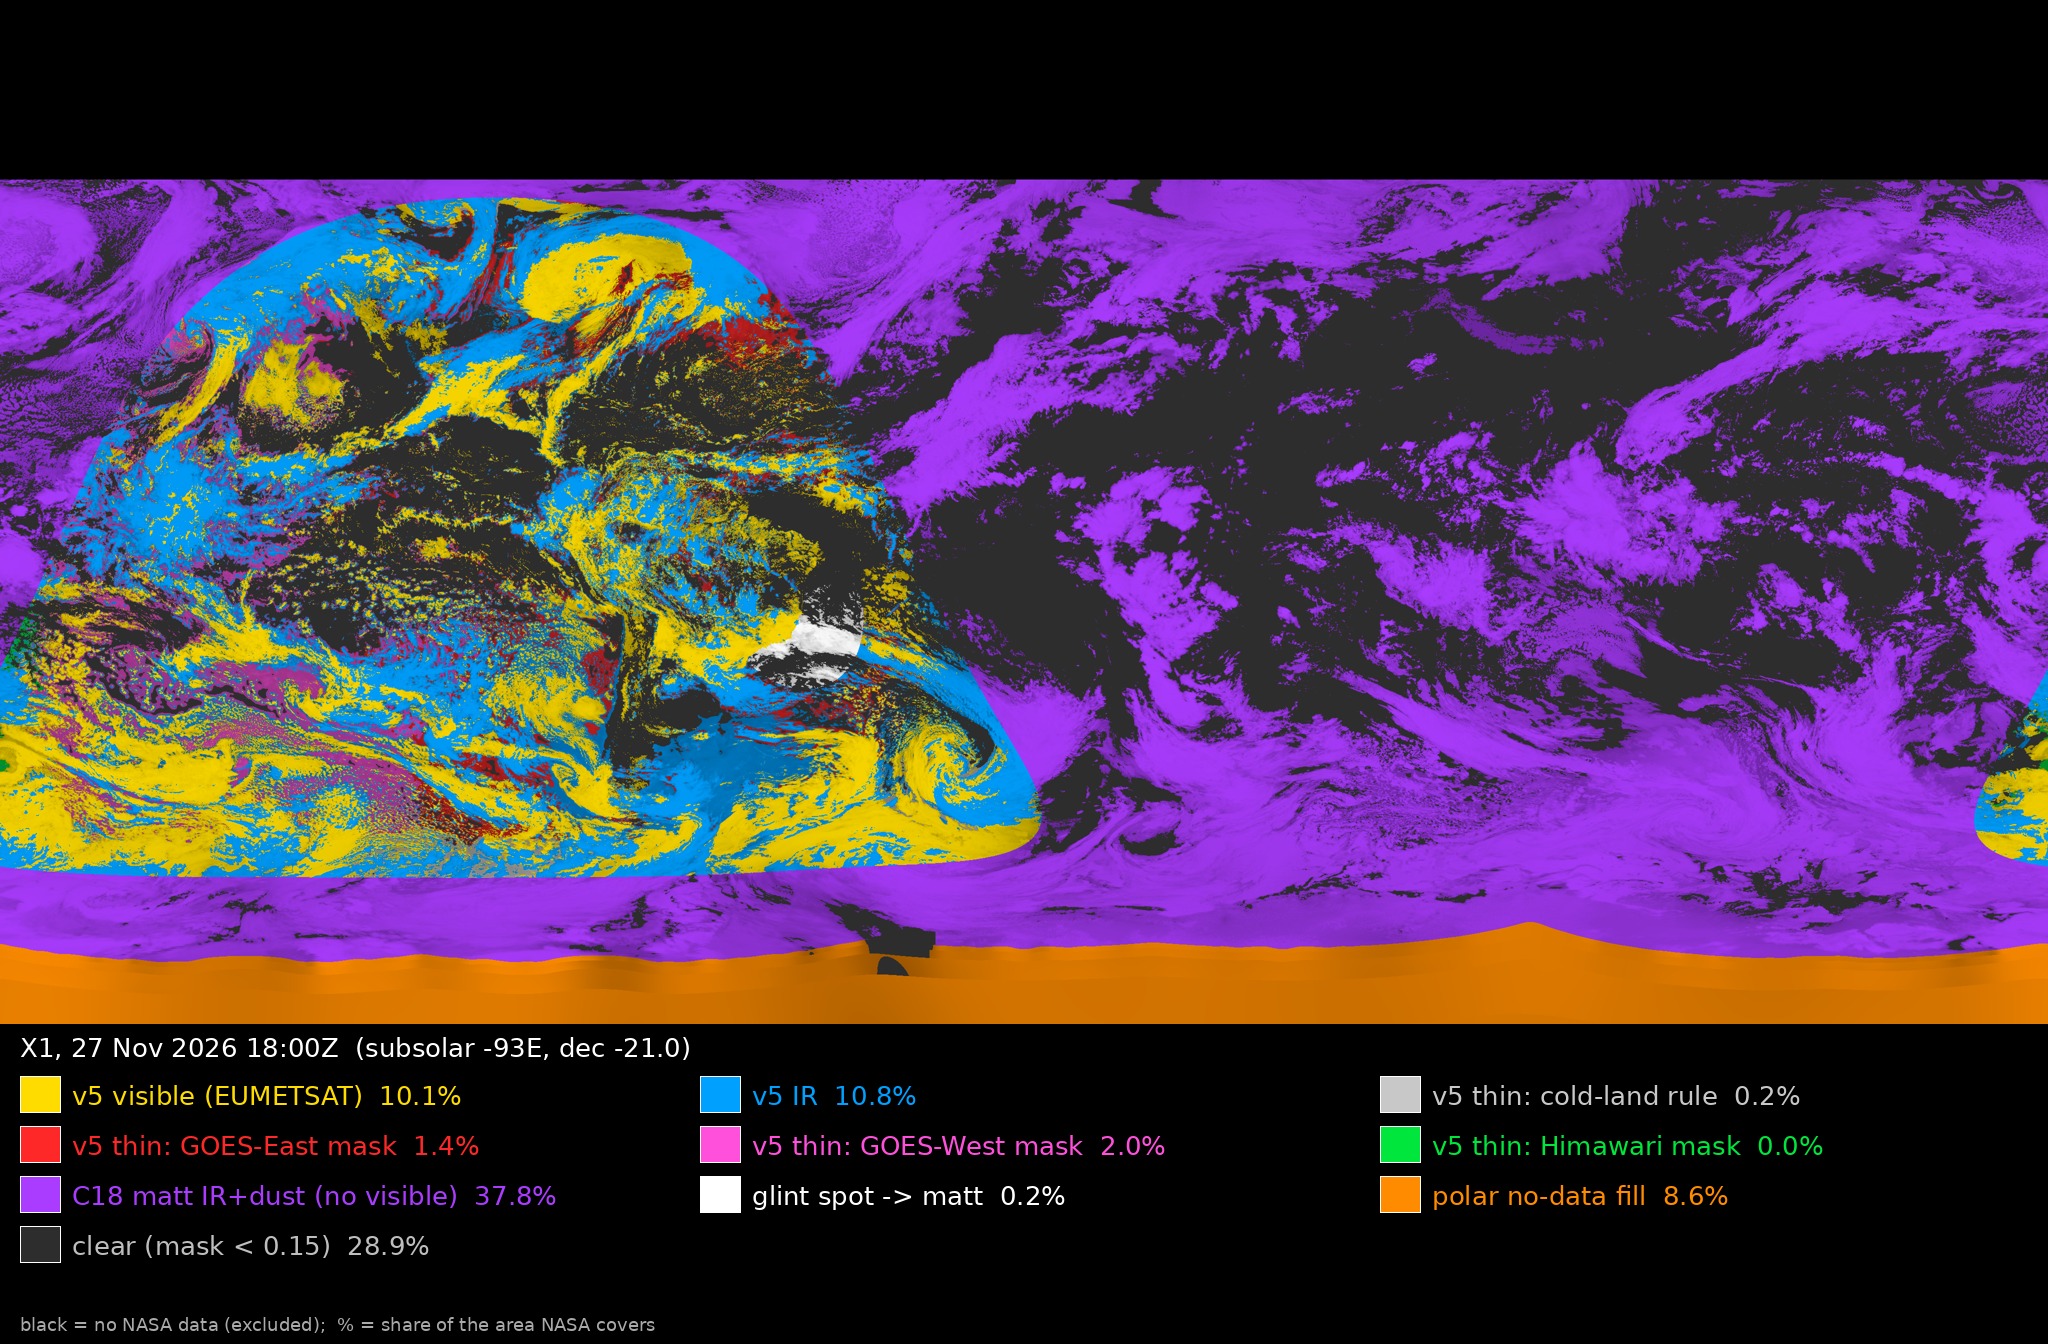 X1, 27 Nov 2026 18:00Z  (subsolar -93E, dec -21.0)
v5 visible (EUMETSAT)  10.1%
v5 IR  10.8%
v5 thin: cold-land rule  0.2%
v5 thin: GOES-East mask  1.4%
v5 thin: GOES-West mask  2.0%
v5 thin: Himawari mask  0.0%
C18 matt IR+dust (no visible)  37.8%
glint spot -> matt  0.2%
polar no-data fill  8.6%
clear (mask < 0.15)  28.9%
black = no NASA data (excluded);  % = share of the area NASA covers